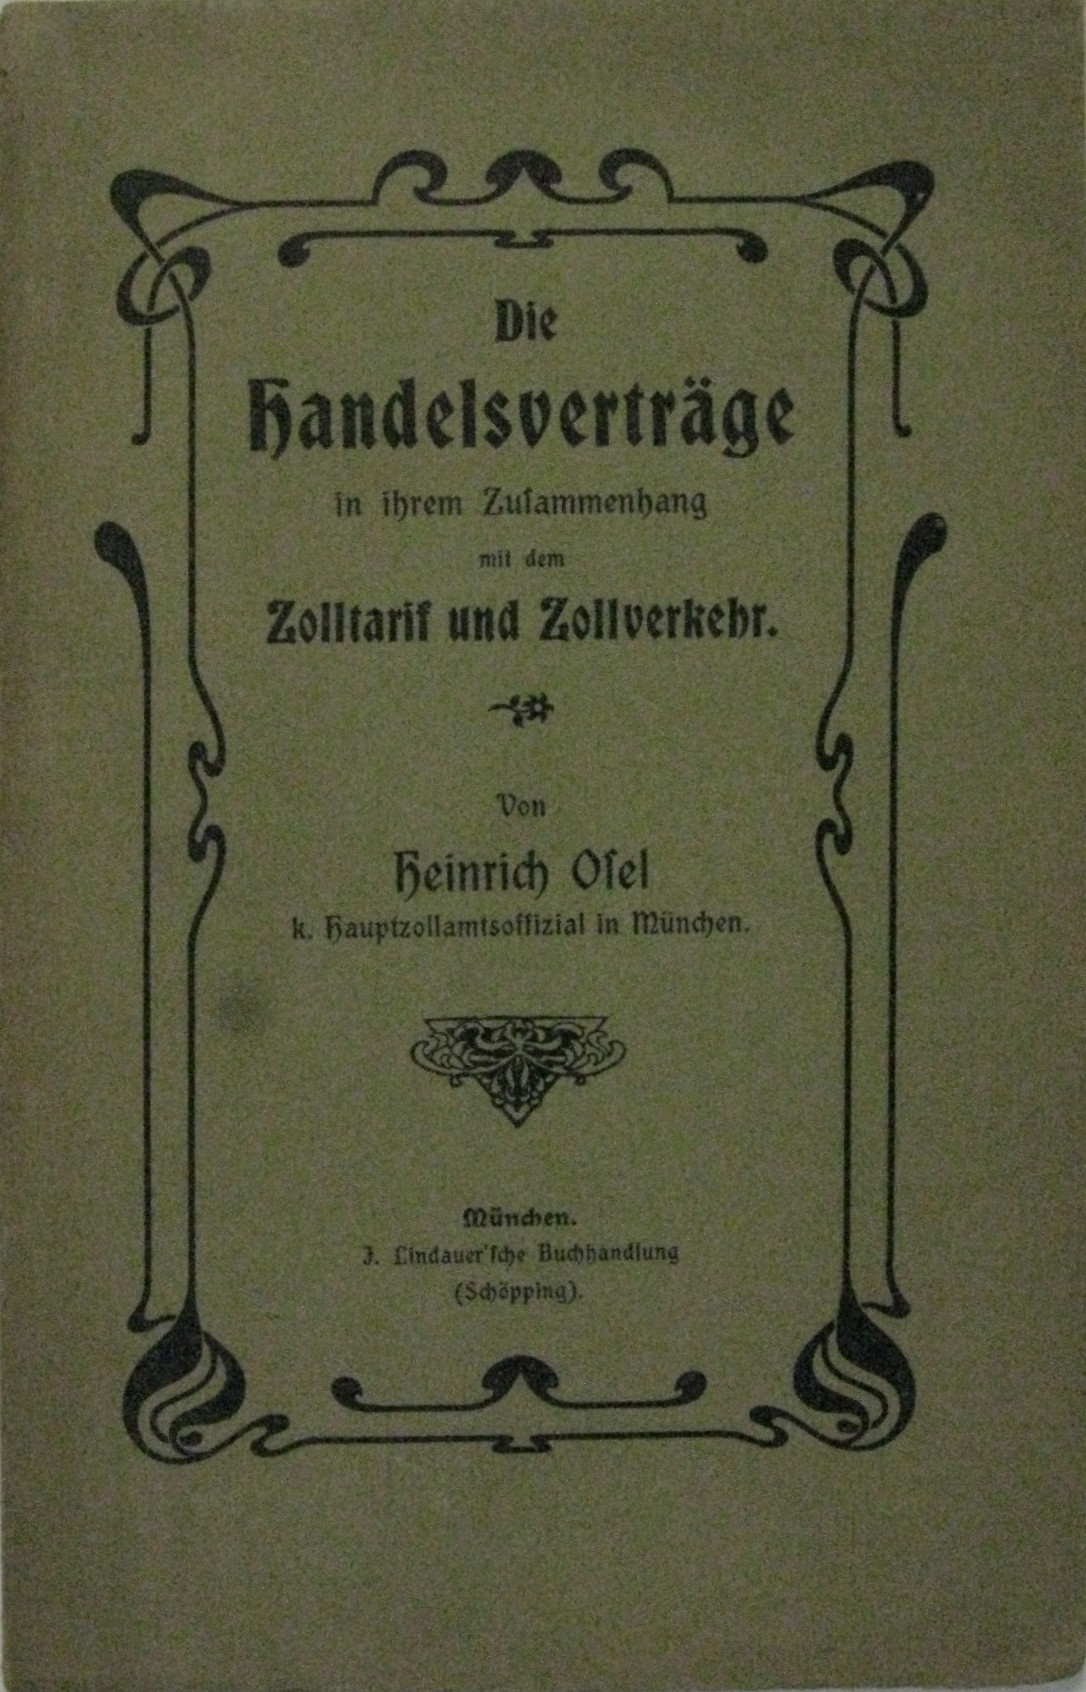 Die
Handelsverträge
in ihrem Zuſammenhang
mit dem
Zolltarif und Zollverkehr.
Von
Heinrich Oſel
k. Hauptzollamtsoffizial in München.
München.
J. Lindauer'ſche Buchhandlung
(Schöpping).